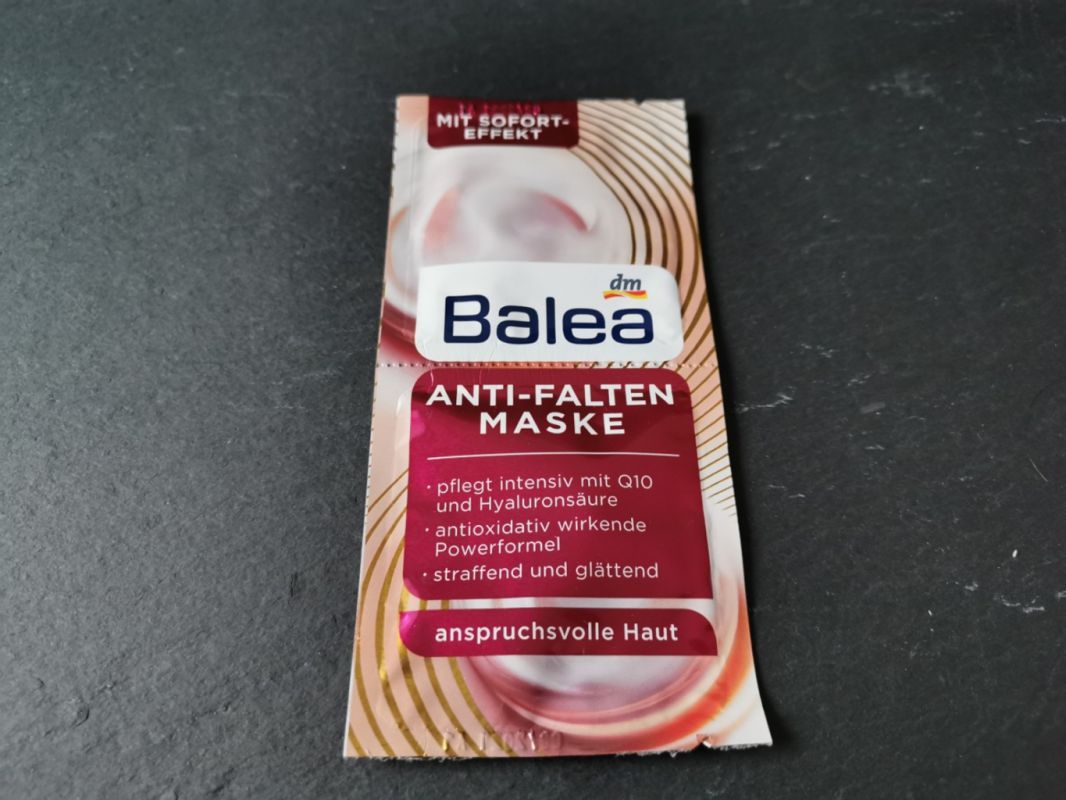 MIT SOFORT-
EFFEKT
dm
Balea
ANTI-FALTEN
MASKE
· pflegt intensiv mit Q10
und Hyaluronsäure
· antioxidativ wirkende
Powerformel
· straffend und glättend
anspruchsvolle Haut